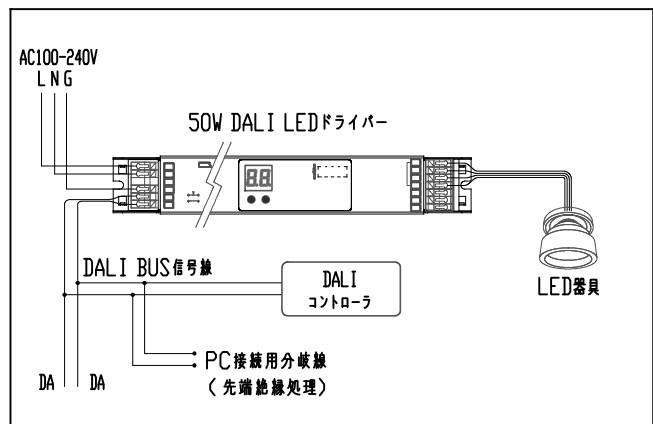 AC100-240V
L N G
50W DALI LEDドライバー
88
DALI BUS信号線
DALI
コントローラ
LED器具
PC接続用分岐線
(先端絶縁処理)
DA DA